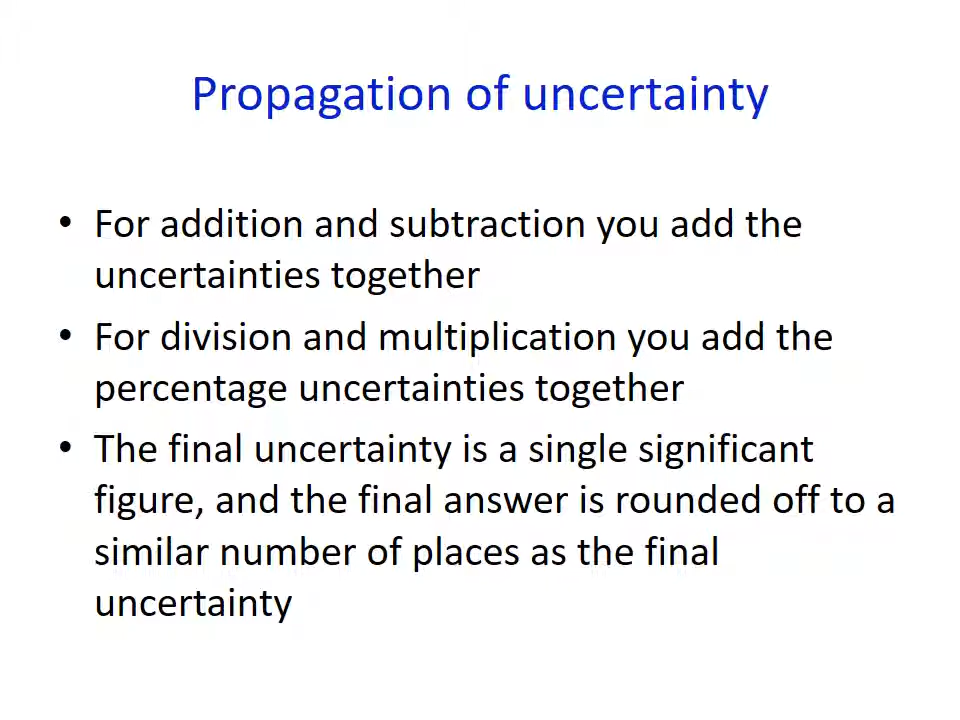 Propagation of uncertainty
• For addition and subtraction you add the
uncertainties together
• For division and multiplication you add the
percentage uncertainties together
• The final uncertainty is a single significant
figure, and the final answer is rounded off to a
similar number of places as the final
uncertainty